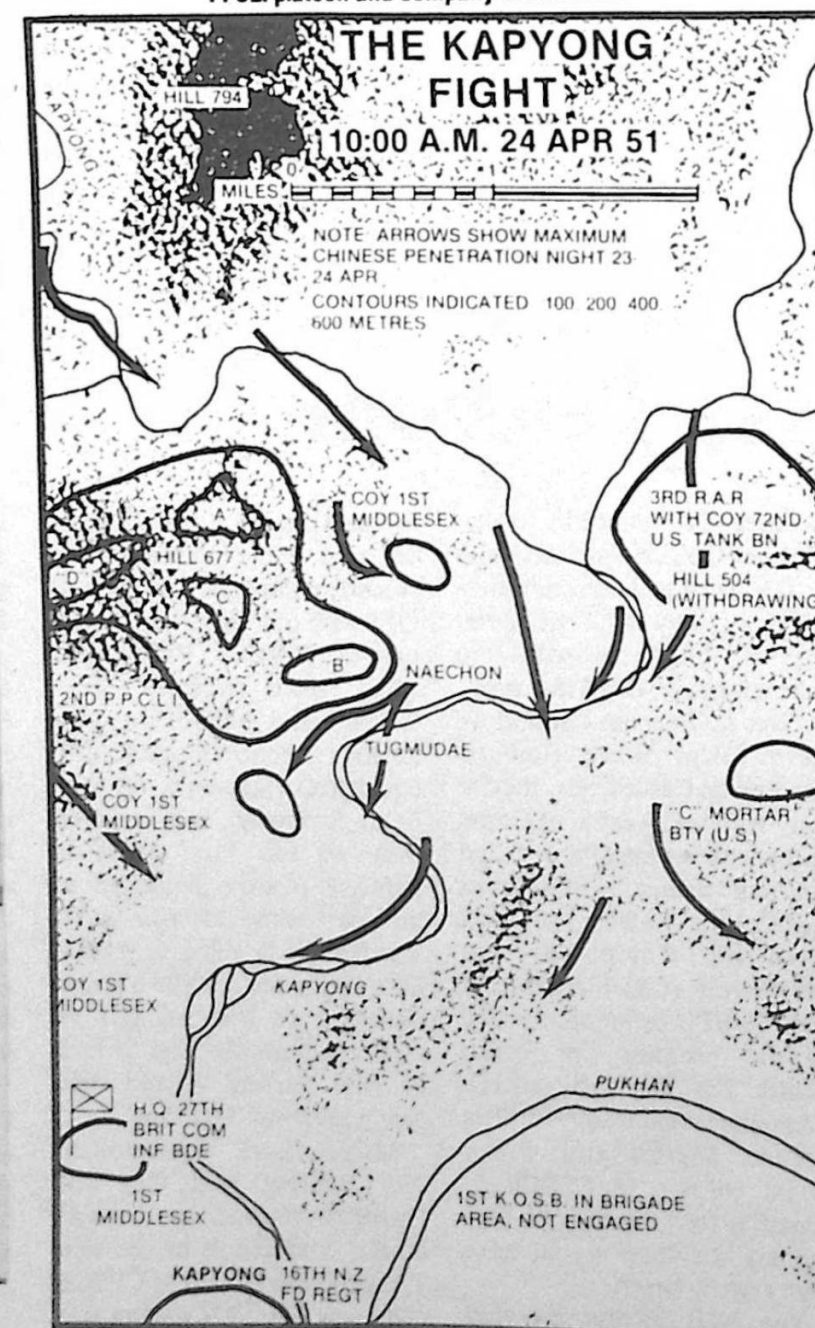 THE KAPYONG
FIGHT
10:00 A.M. 24 APR 51
HILL 794
KAPYONG
0 1 2
MILES
NOTE ARROWS SHOW MAXIMUM
CHINESE PENETRATION NIGHT 23-
24 APR
CONTOURS INDICATED 100 200 400
600 METRES
COY 1ST
MIDDLESEX
3RD R.A.R
WITH COY 72ND
U.S. TANK BN
HILL 504
(WITHDRAWING
"A"
HILL 677
"D"
"C"
"B"
NAECHON
2ND P.P.C.L.I
TUGMUDAE
COY 1ST
MIDDLESEX
"C" MORTAR
BTY (U.S.)
OY 1ST
MIDDLESEX
KAPYONG
PUKHAN
H.Q. 27TH
BRIT COM
INF BDE
1ST
MIDDLESEX
1ST K.O.S.B. IN BRIGADE
AREA, NOT ENGAGED
KAPYONG
16TH N.Z.
FD REGT